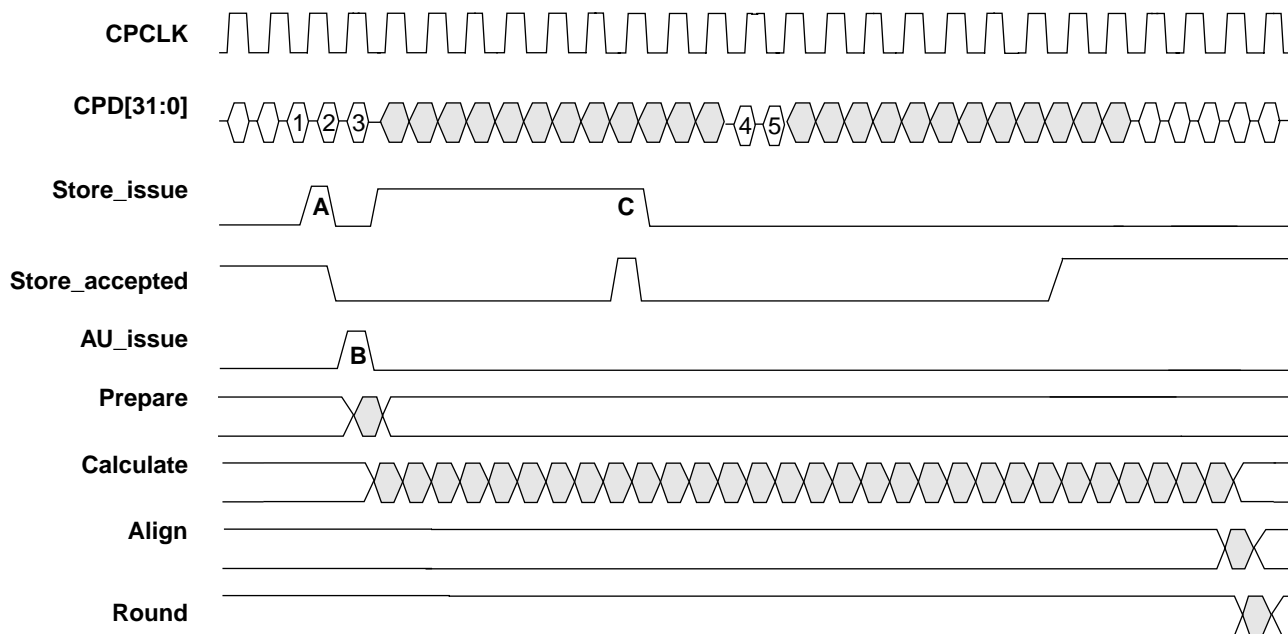 CPCLK
CPD[31:0] 1 2 3 4 5
Store_issue A C
Store_accepted
AU_issue B
Prepare
Calculate
Align
Round